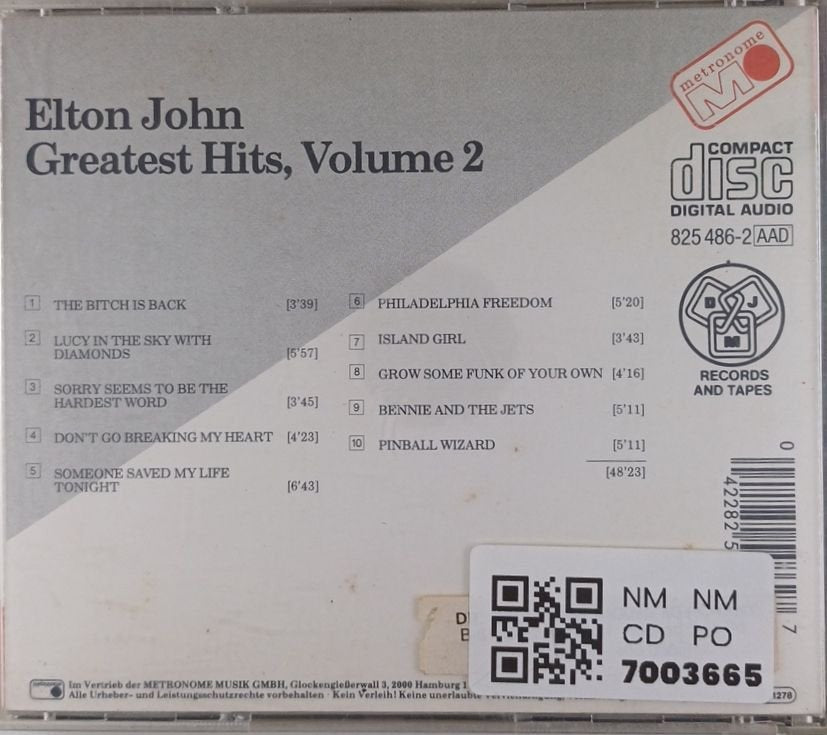 metronome
Elton John
Greatest Hits, Volume 2
COMPACT
disc
DIGITAL AUDIO
825 486-2 AAD
1 THE BITCH IS BACK [3'39]
2 LUCY IN THE SKY WITH
DIAMONDS [5'57]
3 SORRY SEEMS TO BE THE
HARDEST WORD [3'45]
4 DON'T GO BREAKING MY HEART [4'23]
5 SOMEONE SAVED MY LIFE
TONIGHT [6'43]
6 PHILADELPHIA FREEDOM [5'20]
7 ISLAND GIRL [3'43]
8 GROW SOME FUNK OF YOUR OWN [4'16]
9 BENNIE AND THE JETS [5'11]
10 PINBALL WIZARD [5'11]
[48'23]
D J
M
RECORDS
AND TAPES
0 42282 5
7
NM NM
CD PO
7003665
Im Vertrieb der METRONOME MUSIK GMBH, Glockengießerwall 3, 2000 Hamburg 1
Alle Urheber- und Leistungsschutzrechte vorbehalten · Kein Verleih! Keine unerlaubte
1278